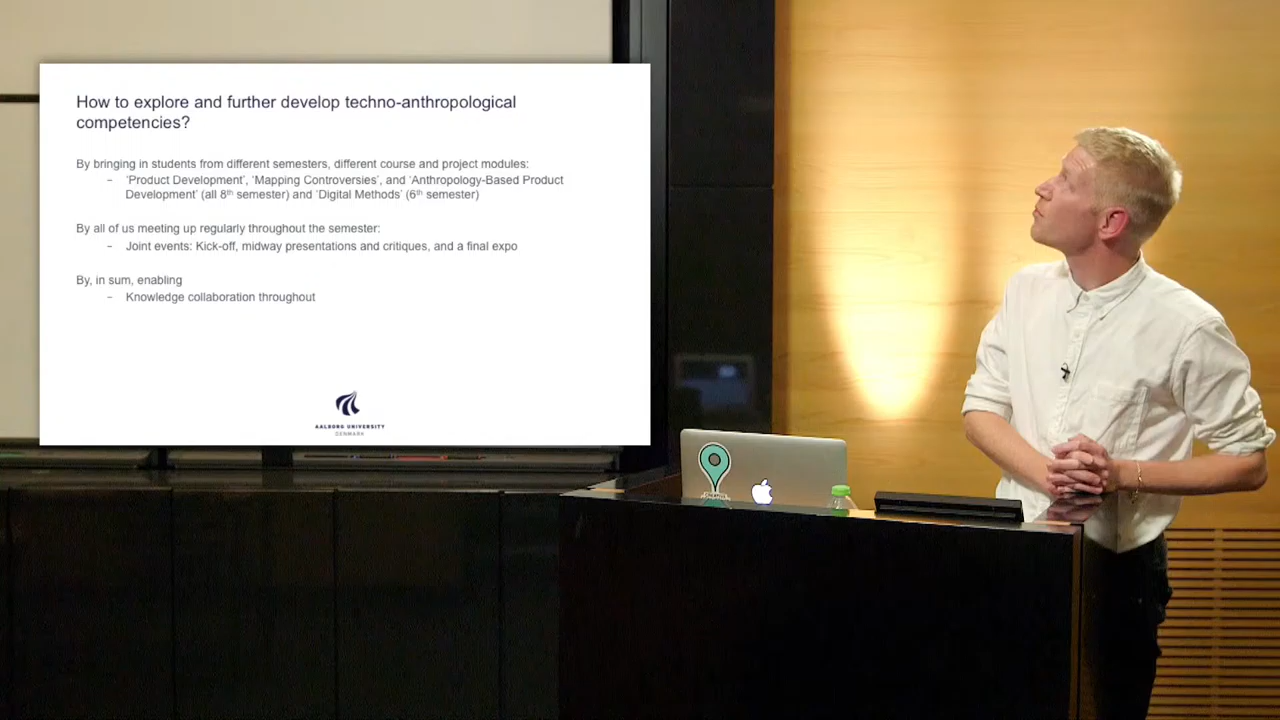 How to explore and further develop techno-anthropological
competencies?
By bringing in students from different semesters, different course and project modules:
- 'Product Development', 'Mapping Controversies', and 'Anthropology-Based Product
Development' (all 8th semester) and 'Digital Methods' (6th semester)
By all of us meeting up regularly throughout the semester:
- Joint events: Kick-off, midway presentations and critiques, and a final expo
By, in sum, enabling
- Knowledge collaboration throughout
AALBORG UNIVERSITY
DENMARK